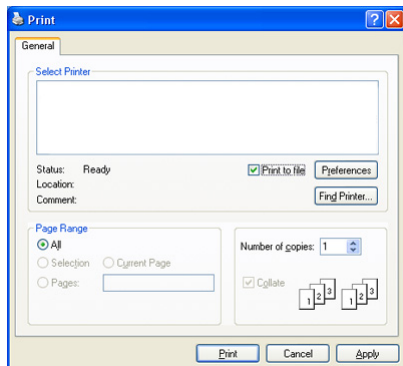 Print
General
Select Printer
Status: Ready
Print to file
Preferences
Location:
Comment:
Find Printer...
Page Range
All
Selection
Current Page
Pages:
Number of copies: 1
Collate
1 2 3
1 2 3
Print
Cancel
Apply